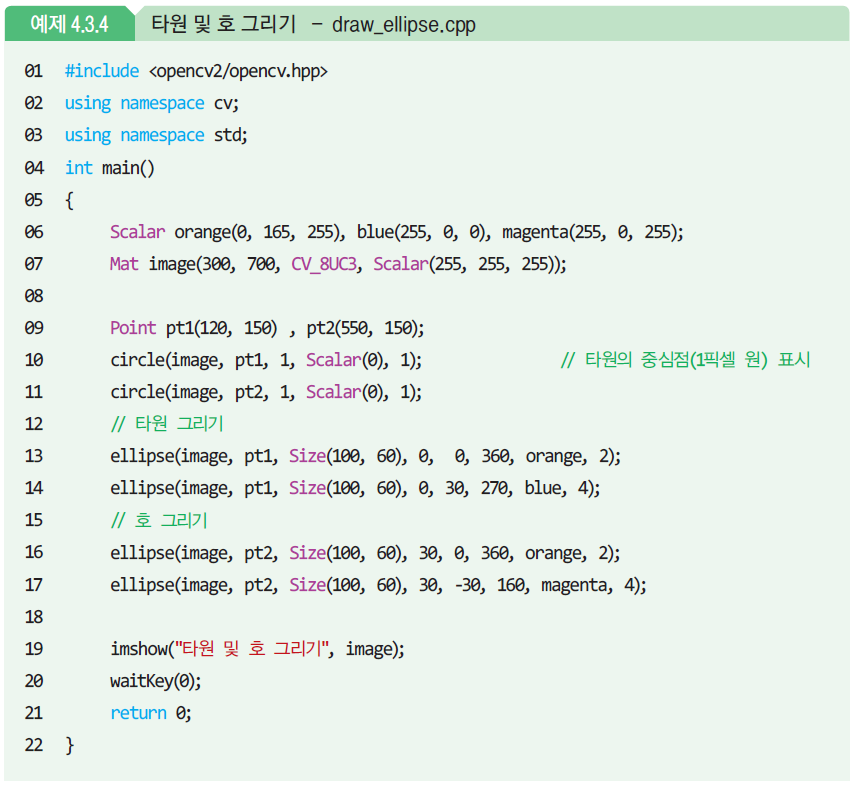 예제 4.3.4 타원 및 호 그리기 - draw_ellipse.cpp
01 #include <opencv2/opencv.hpp>
02 using namespace cv;
03 using namespace std;
04 int main()
05 {
06 Scalar orange(0, 165, 255), blue(255, 0, 0), magenta(255, 0, 255);
07 Mat image(300, 700, CV_8UC3, Scalar(255, 255, 255));
08
09 Point pt1(120, 150) , pt2(550, 150);
10 circle(image, pt1, 1, Scalar(0), 1); // 타원의 중심점(1픽셀 원) 표시
11 circle(image, pt2, 1, Scalar(0), 1);
12 // 타원 그리기
13 ellipse(image, pt1, Size(100, 60), 0, 0, 360, orange, 2);
14 ellipse(image, pt1, Size(100, 60), 0, 30, 270, blue, 4);
15 // 호 그리기
16 ellipse(image, pt2, Size(100, 60), 30, 0, 360, orange, 2);
17 ellipse(image, pt2, Size(100, 60), 30, -30, 160, magenta, 4);
18
19 imshow("타원 및 호 그리기", image);
20 waitKey(0);
21 return 0;
22 }